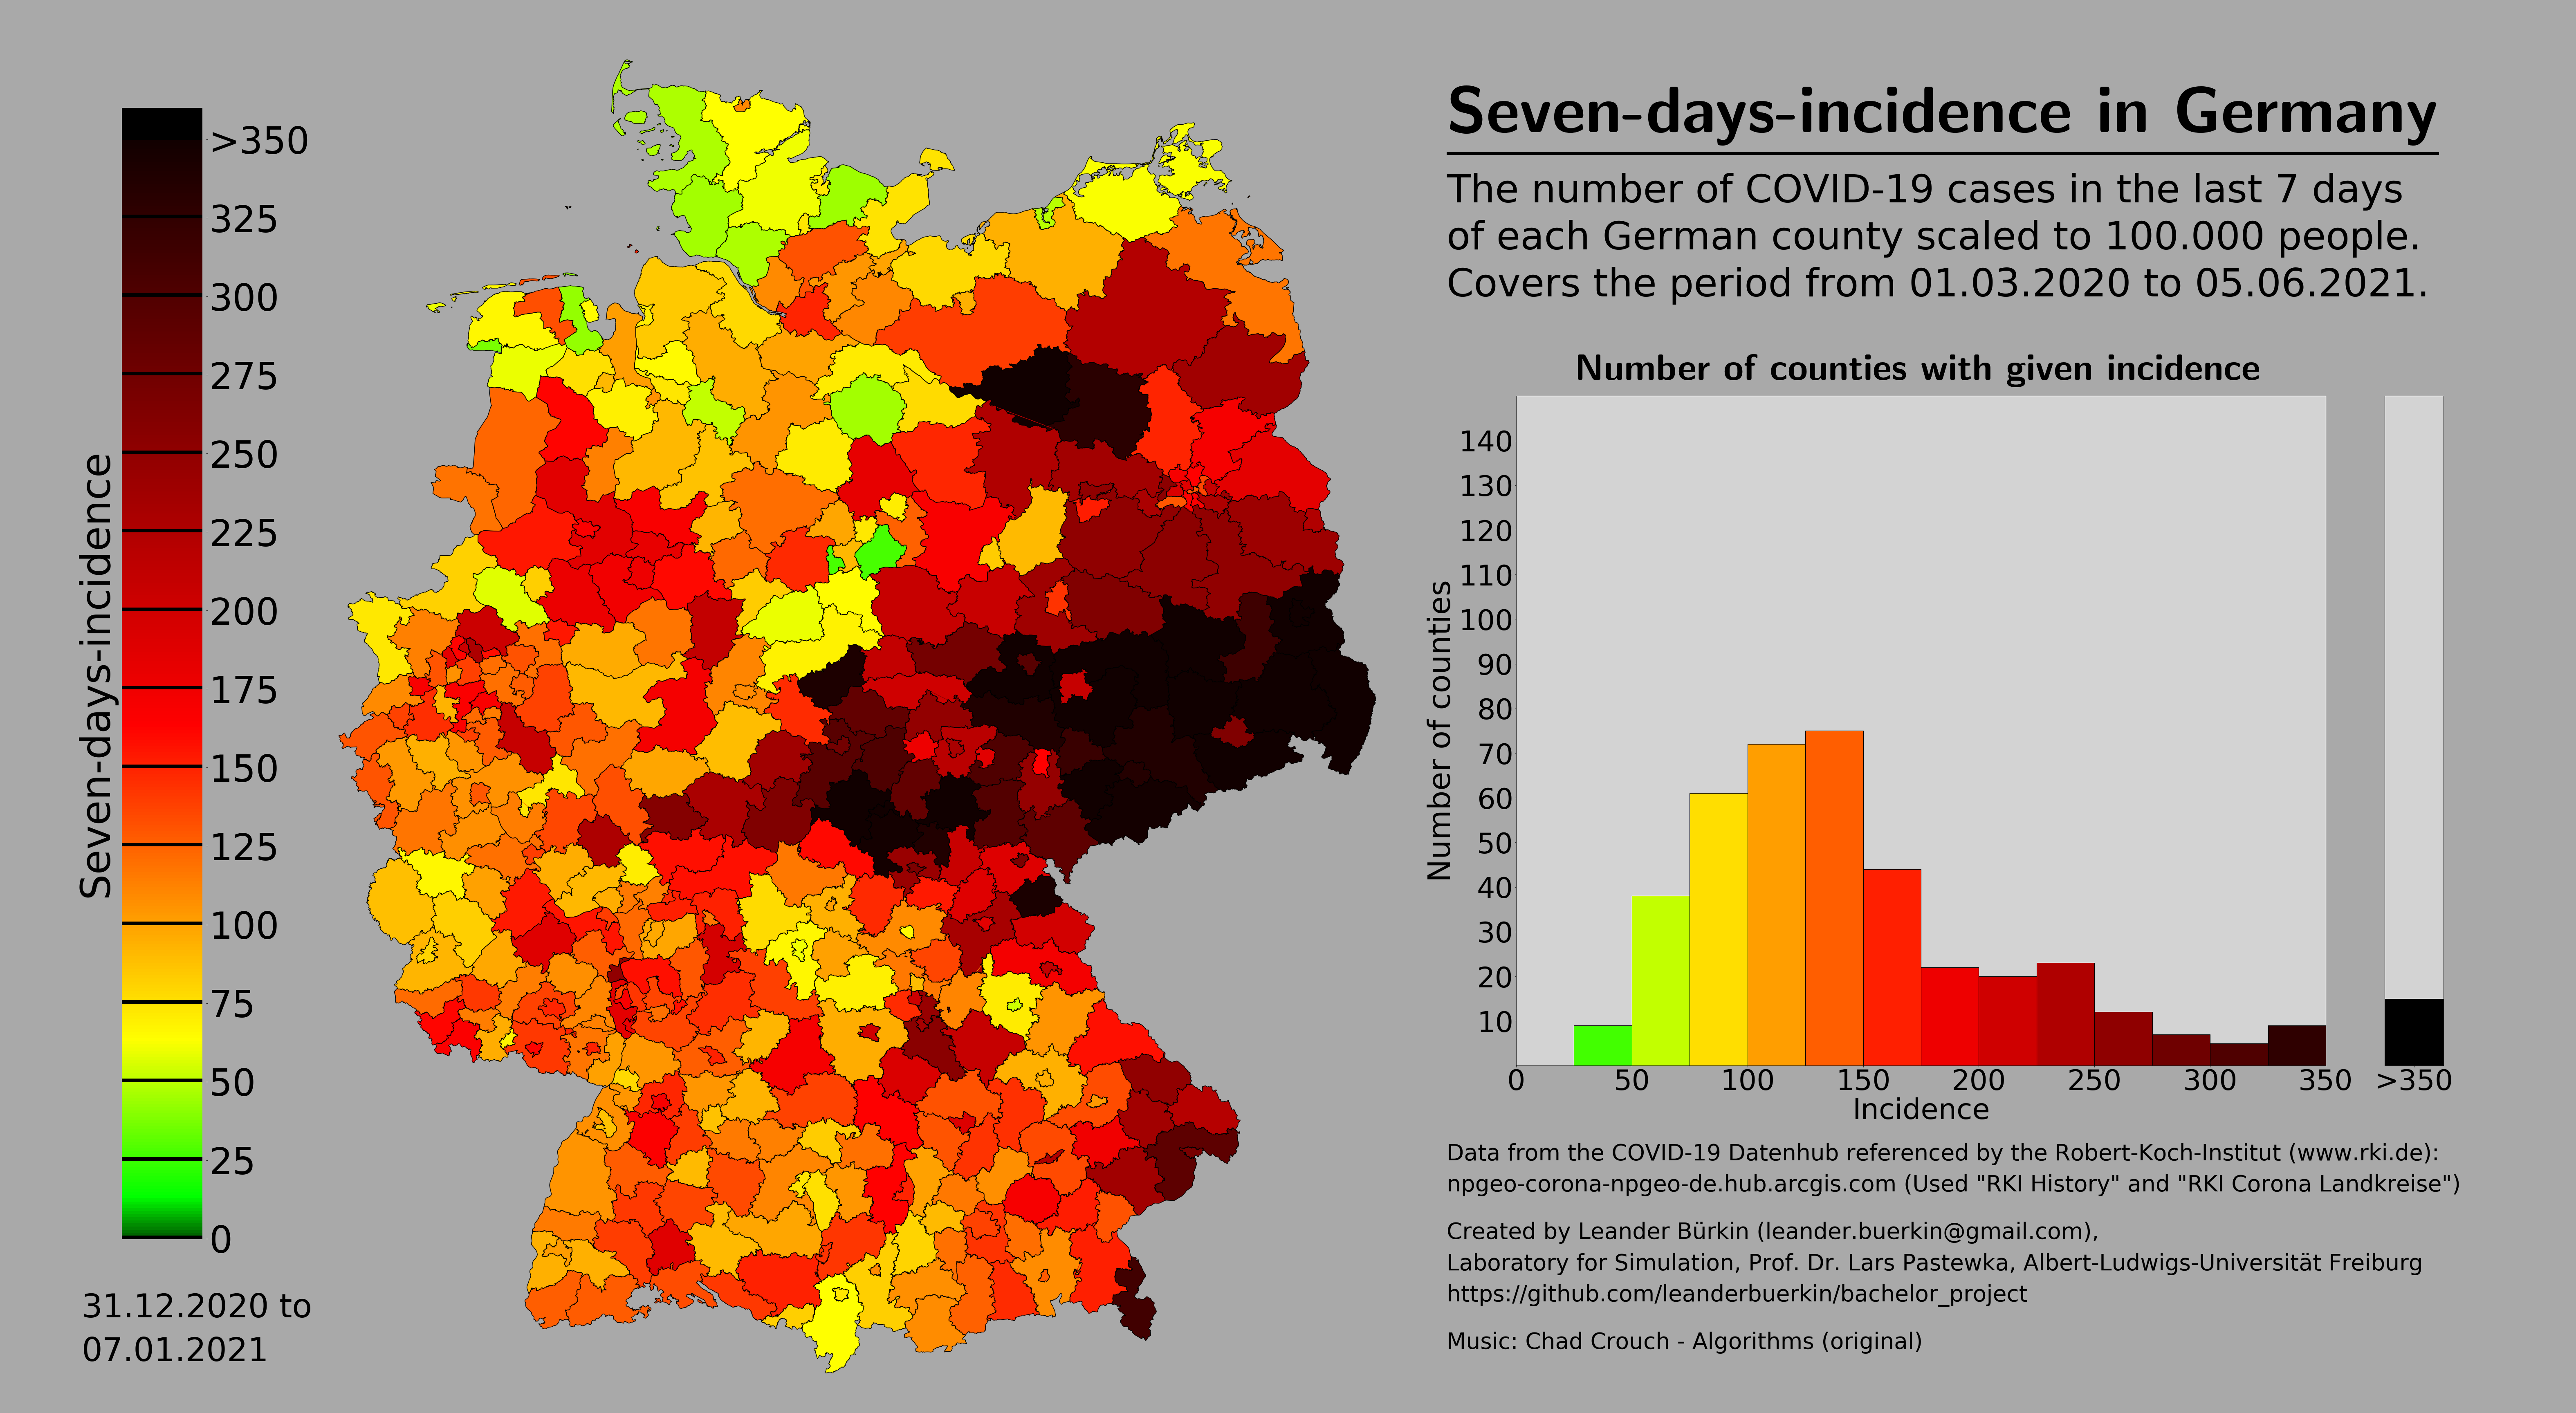 Seven-days-incidence in Germany
The number of COVID-19 cases in the last 7 days
of each German county scaled to 100.000 people.
Covers the period from 01.03.2020 to 05.06.2021.
Seven-days-incidence
>350
325
300
275
250
225
200
175
150
125
100
75
50
25
0
31.12.2020 to
07.01.2021
Number of counties with given incidence
Number of counties
140
130
120
110
100
90
80
70
60
50
40
30
20
10
0 50 100 150 200 250 300 350 >350
Incidence
Data from the COVID-19 Datenhub referenced by the Robert-Koch-Institut (www.rki.de):
npgeo-corona-npgeo-de.hub.arcgis.com (Used "RKI History" and "RKI Corona Landkreise")
Created by Leander Bürkin (leander.buerkin@gmail.com),
Laboratory for Simulation, Prof. Dr. Lars Pastewka, Albert-Ludwigs-Universität Freiburg
https://github.com/leanderbuerkin/bachelor_project
Music: Chad Crouch - Algorithms (original)